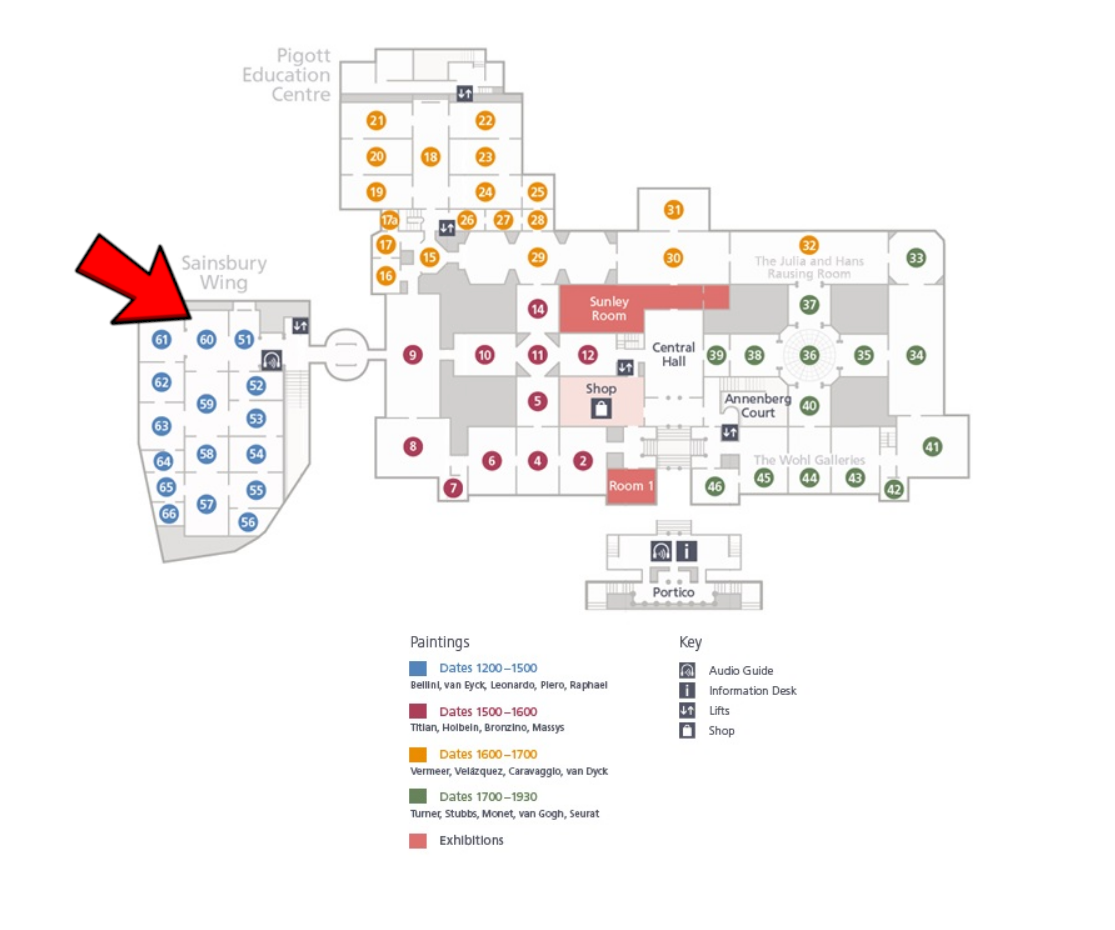 Pigott
Education
Centre
21
22
20
18
23
19
24
25
17a
26
27
28
31
17
15
29
30
32
33
16
The Julia and Hans
Rausing Room
Sainsbury
Wing
14
Sunley
Room
37
61
60
51
9
10
11
12
Central
Hall
39
38
36
35
34
62
52
59
5
Shop
Annenberg
Court
40
63
53
8
41
64
58
54
6
4
2
The Wohl Galleries
65
57
55
7
Room 1
46
45
44
43
42
66
56
i
Portico
Paintings
Dates 1200–1500
Bellini, van Eyck, Leonardo, Piero, Raphael
Dates 1500–1600
Titian, Holbein, Bronzino, Massys
Dates 1600–1700
Vermeer, Velázquez, Caravaggio, van Dyck
Dates 1700–1930
Turner, Stubbs, Monet, van Gogh, Seurat
Exhibitions
Key
Audio Guide
i Information Desk
Lifts
Shop